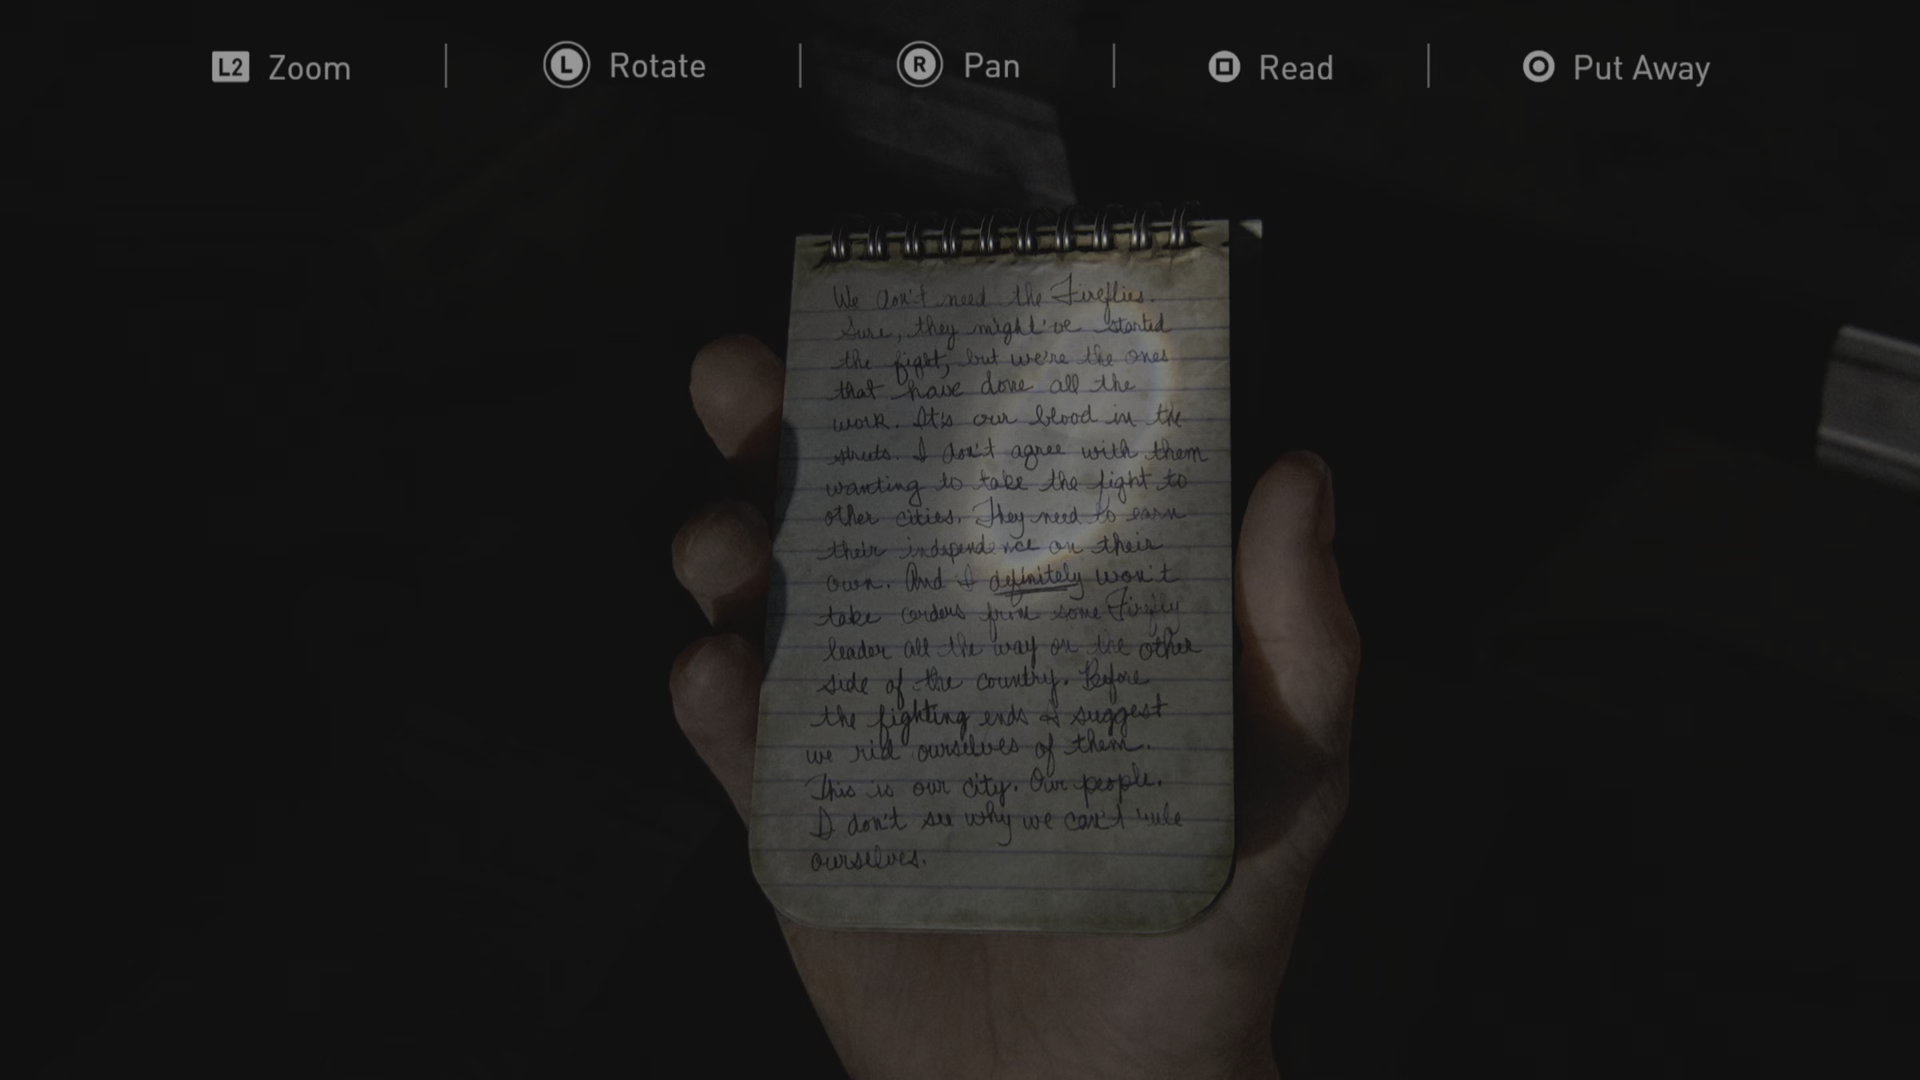 L2 Zoom L Rotate R Pan Read Put Away
We don't need the Fireflies.
Sure, they might've started
the fight, but we're the ones
that have done all the
work. It's our blood in the
streets. I don't agree with them
wanting to take the fight to
other cities. They need to earn
their independence on their
own. And I definitely won't
take orders from some Firefly
leader all the way on the other
side of the country. Before
the fighting ends I suggest
we rid ourselves of them.
This is our city. Our people.
I don't see why we can't rule
ourselves.